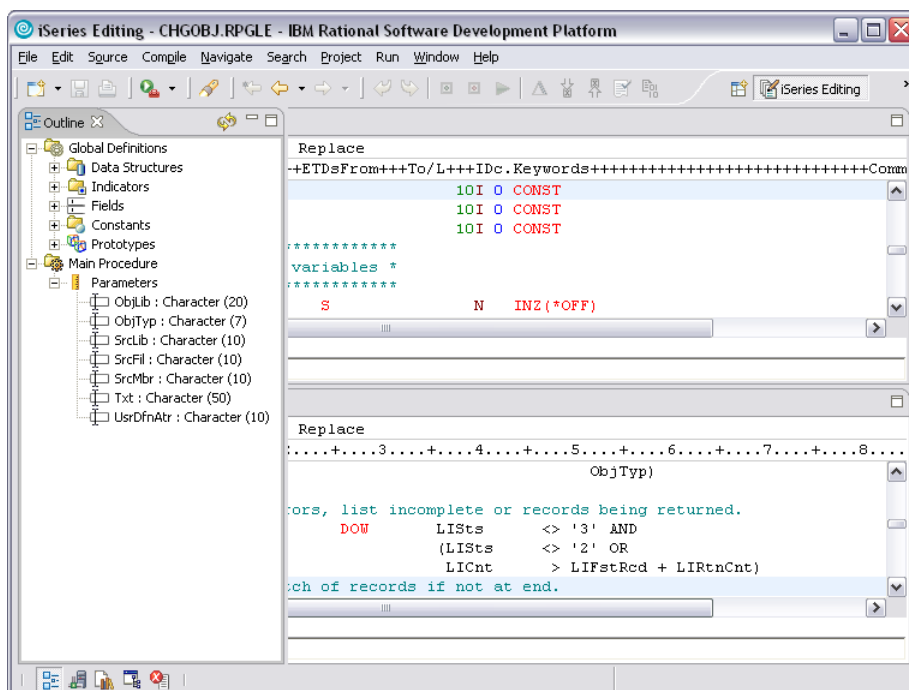 iSeries Editing - CHGOBJ.RPGLE - IBM Rational Software Development Platform
File Edit Source Compile Navigate Search Project Run Window Help
iSeries Editing
Outline
Global Definitions
Data Structures
Indicators
Fields
Constants
Prototypes
Main Procedure
Parameters
ObjLib : Character (20)
ObjTyp : Character (7)
SrcLib : Character (10)
SrcFil : Character (10)
SrcMbr : Character (10)
Txt : Character (50)
UsrDfnAtr : Character (10)
Replace
-+ETDsFrom+++To/L+++IDc.Keywords+++++++++++++++++++++++++++++Comm
10I 0 CONST
10I 0 CONST
10I 0 CONST
************
variables *
************
S N INZ(*OFF)
Replace
....+....3....+....4....+....5....+....6....+....7....+....8....
ObjTyp)
ors, list incomplete or records being returned.
DOW LISts <> '3' AND
(LISts <> '2' OR
LICnt > LIFstRcd + LIRtnCnt)
tch of records if not at end.